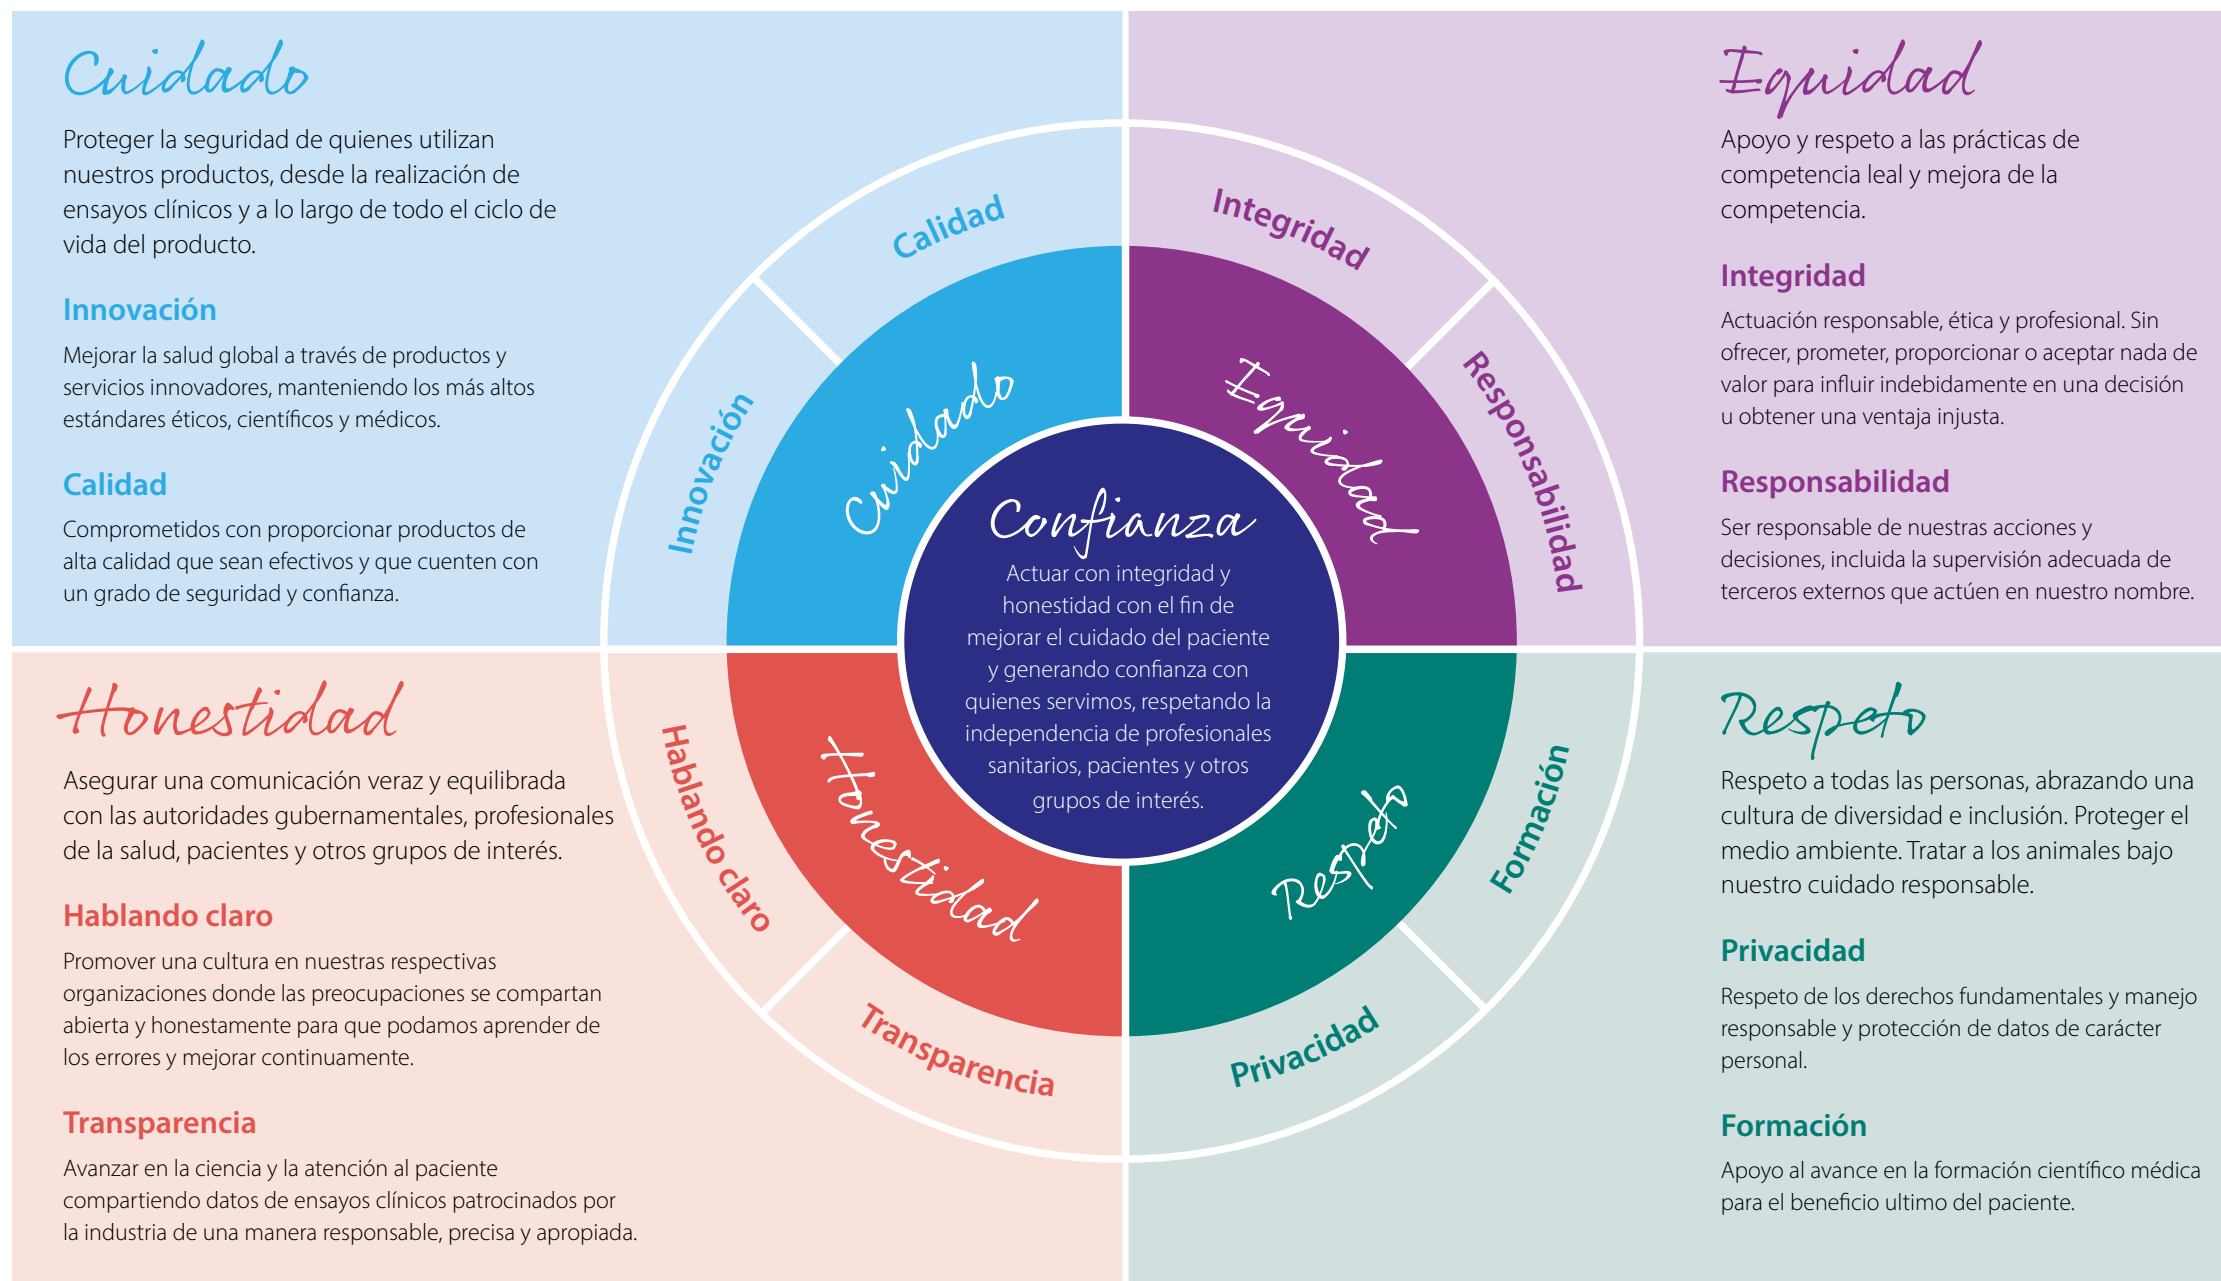 Cuidado
Proteger la seguridad de quienes utilizan
nuestros productos, desde la realización de
ensayos clínicos y a lo largo de todo el ciclo de
vida del producto.
Innovación
Mejorar la salud global a través de productos y
servicios innovadores, manteniendo los más altos
estándares éticos, científicos y médicos.
Calidad
Comprometidos con proporcionar productos de
alta calidad que sean efectivos y que cuenten con
un grado de seguridad y confianza.
Equidad
Apoyo y respeto a las prácticas de
competencia leal y mejora de la
competencia.
Integridad
Actuación responsable, ética y profesional. Sin
ofrecer, prometer, proporcionar o aceptar nada de
valor para influir indebidamente en una decisión
u obtener una ventaja injusta.
Responsabilidad
Ser responsable de nuestras acciones y
decisiones, incluida la supervisión adecuada de
terceros externos que actúen en nuestro nombre.
Innovación
Calidad
Integridad
Responsabilidad
Cuidado
Equidad
Confianza
Actuar con integridad y
honestidad con el fin de
mejorar el cuidado del paciente
y generando confianza con
quienes servimos, respetando la
independencia de profesionales
sanitarios, pacientes y otros
grupos de interés.
Honestidad
Respeto
Hablando claro
Transparencia
Privacidad
Formación
Honestidad
Asegurar una comunicación veraz y equilibrada
con las autoridades gubernamentales, profesionales
de la salud, pacientes y otros grupos de interés.
Hablando claro
Promover una cultura en nuestras respectivas
organizaciones donde las preocupaciones se compartan
abierta y honestamente para que podamos aprender de
los errores y mejorar continuamente.
Transparencia
Avanzar en la ciencia y la atención al paciente
compartiendo datos de ensayos clínicos patrocinados por
la industria de una manera responsable, precisa y apropiada.
Respeto
Respeto a todas las personas, abrazando una
cultura de diversidad e inclusión. Proteger el
medio ambiente. Tratar a los animales bajo
nuestro cuidado responsable.
Privacidad
Respeto de los derechos fundamentales y manejo
responsable y protección de datos de carácter
personal.
Formación
Apoyo al avance en la formación científico médica
para el beneficio ultimo del paciente.